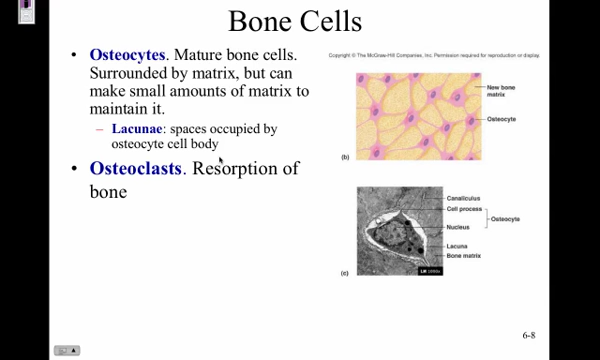 Bone Cells
• Osteocytes. Mature bone cells.
Surrounded by matrix, but can
make small amounts of matrix to
maintain it.
– Lacunae: spaces occupied by
osteocyte cell body
• Osteoclasts. Resorption of
bone
Copyright © The McGraw-Hill Companies, Inc. Permission required for reproduction or display.
New bone
matrix
Osteocyte
(b)
Canaliculus
Cell process
Osteocyte
Nucleus
Lacuna
Bone matrix
LM 1000x
(c)
6-8